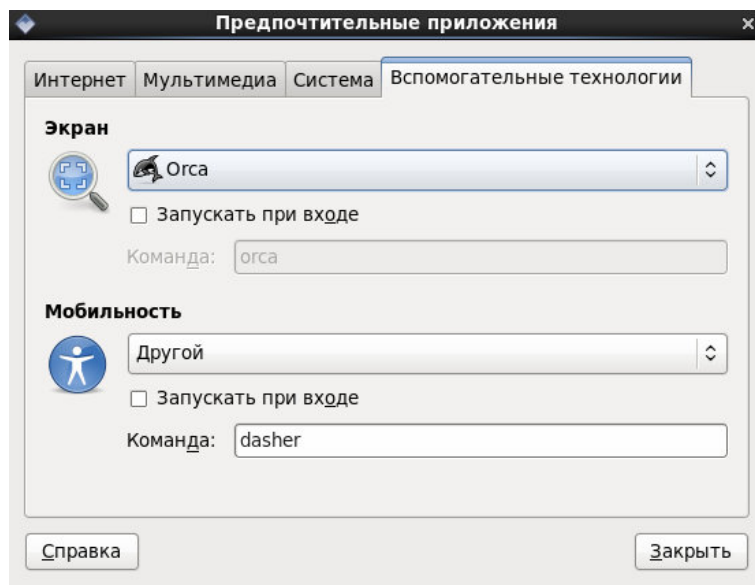 Предпочтительные приложения
Интернет Мультимедиа Система Вспомогательные технологии
Экран
Orca
Запускать при входе
Команда: orca
Мобильность
Другой
Запускать при входе
Команда: dasher
Справка Закрыть